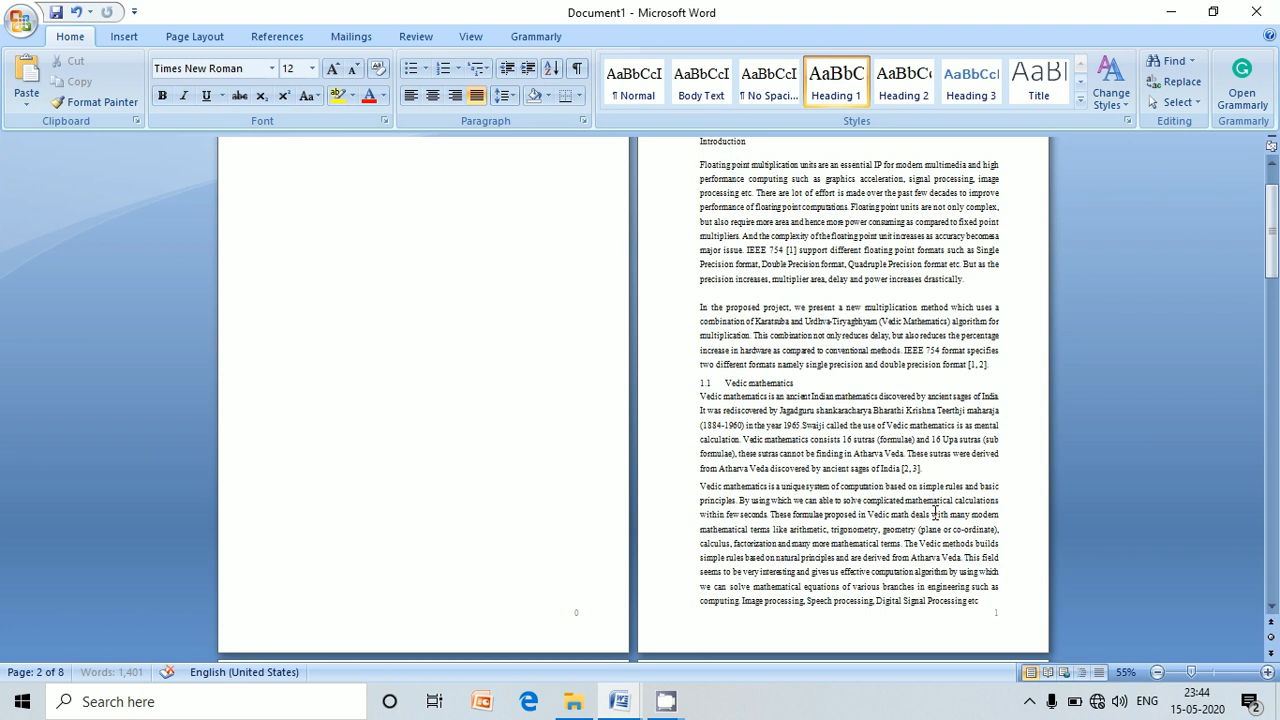 Document1 - Microsoft Word
Home Insert Page Layout References Mailings Review View Grammarly
Paste
Cut
Copy
Format Painter
Clipboard
Times New Roman 12
Font
Paragraph
AaBbCcI AaBbCcI AaBbCcI AaBbC AaBbCc AaBbCcI AaBl
¶ Normal Body Text ¶ No Spaci... Heading 1 Heading 2 Heading 3 Title
Change Styles
Styles
Find
Replace
Select
Editing
Open Grammarly
Grammarly
Introduction
Floating point multiplication units are an essential IP for modern multimedia and high
performance computing such as graphics acceleration, signal processing, image
processing etc. There are lot of effort is made over the past few decades to improve
performance of floating point computations. Floating point units are not only complex,
but also require more area and hence more power consuming as compared to fixed point
multipliers. And the complexity of the floating point unit increases as accuracy becomes a
major issue. IEEE 754 [1] support different floating point formats such as Single
Precision format, Double Precision format, Quadruple Precision format etc. But as the
precision increases, multiplier area, delay and power increases drastically.
In the proposed project, we present a new multiplication method which uses a
combination of Karatsuba and Urdhva-Tiryagbhyam (Vedic Mathematics) algorithm for
multiplication. This combination not only reduces delay, but also reduces the percentage
increase in hardware as compared to conventional methods. IEEE 754 format specifies
two different formats namely single precision and double precision format [1, 2].
1.1 Vedic mathematics
Vedic mathematics is an ancient Indian mathematics discovered by ancient sages of India
It was rediscovered by Jagadguru shankaracharya Bharathi Krishna Teerthji maharaja
(1884-1960) in the year 1965.Swaiji called the use of Vedic mathematics is as mental
calculation. Vedic mathematics consists 16 sutras (formulae) and 16 Upa sutras (sub
formulae), these sutras cannot be finding in Atharva Veda. These sutras were derived
from Atharva Veda discovered by ancient sages of India [2, 3].
Vedic mathematics is a unique system of computation based on simple rules and basic
principles. By using which we can able to solve complicated mathematical calculations
within few seconds. These formulae proposed in Vedic math deals with many modern
mathematical terms like arithmetic, trigonometry, geometry (plane or co-ordinate),
calculus, factorization and many more mathematical terms. The Vedic methods builds
simple rules based on natural principles and are derived from Atharva Veda. This field
seems to be very interesting and gives us effective computation algorithm by using which
we can solve mathematical equations of various branches in engineering such as
computing. Image processing, Speech processing, Digital Signal Processing etc
0
1
Page: 2 of 8 Words: 1,401 English (United States) 55%
Search here
ENG
23:44
15-05-2020
2